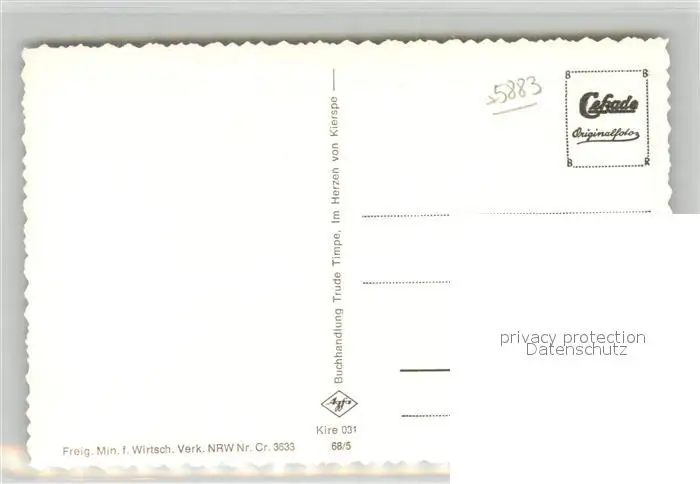 5883
B B
Cekade
Originalfoto
B R
Buchhandlung Trude Timpe, Im Herzen von Kierspe
privacy protection
Datenschutz
Agfa
Kire 031
Freig. Min. f. Wirtsch. Verk. NRW Nr. Cr. 3633 68/5